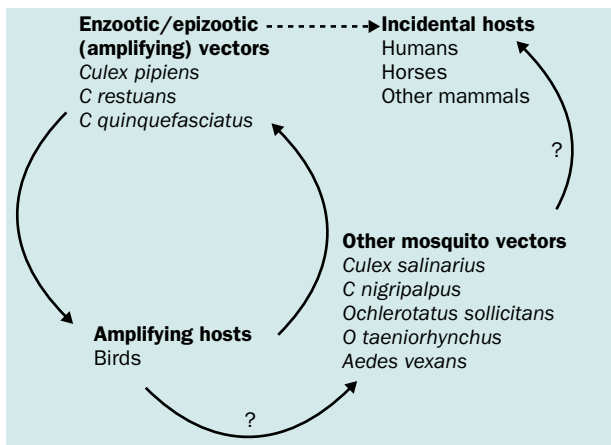 Enzootic/epizootic
(amplifying) vectors
Culex pipiens
C restuans
C quinquefasciatus
Incidental hosts
Humans
Horses
Other mammals
?
Other mosquito vectors
Culex salinarius
C nigripalpus
Ochlerotatus sollicitans
O taeniorhynchus
Aedes vexans
Amplifying hosts
Birds
?